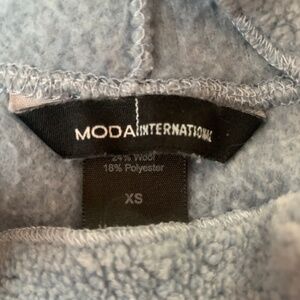 MODA INTERNATIONAL
24% Wool
18% Polyester
XS